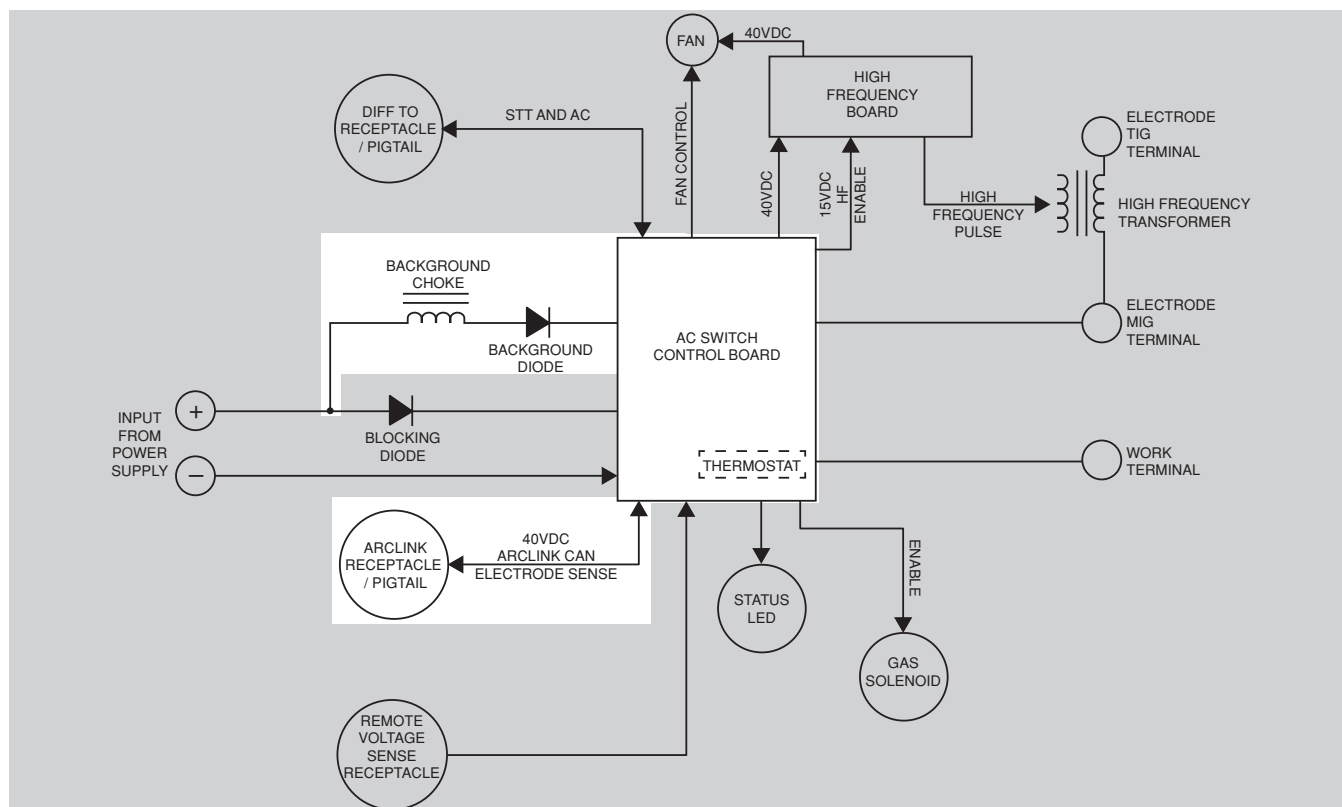 FAN
40VDC
HIGH
FREQUENCY
BOARD
DIFF TO
RECEPTACLE
/ PIGTAIL
STT AND AC
FAN CONTROL
40VDC
15VDC
HF
ENABLE
HIGH
FREQUENCY
PULSE
ELECTRODE
TIG
TERMINAL
HIGH FREQUENCY
TRANSFORMER
BACKGROUND
CHOKE
BACKGROUND
DIODE
AC SWITCH
CONTROL BOARD
ELECTRODE
MIG
TERMINAL
INPUT
FROM
POWER
SUPPLY
+
–
BLOCKING
DIODE
THERMOSTAT
WORK
TERMINAL
ARCLINK
RECEPTACLE
/ PIGTAIL
40VDC
ARCLINK CAN
ELECTRODE SENSE
STATUS
LED
ENABLE
GAS
SOLENOID
REMOTE
VOLTAGE
SENSE
RECEPTACLE